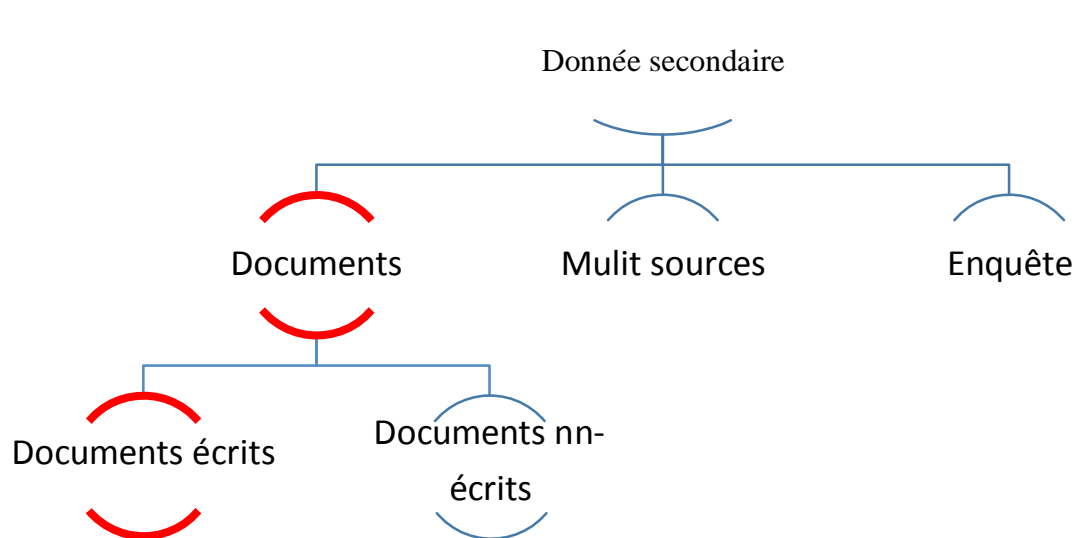 Donnée secondaire
Documents
Mulit sources
Enquête
Documents écrits
Documents nn-
écrits